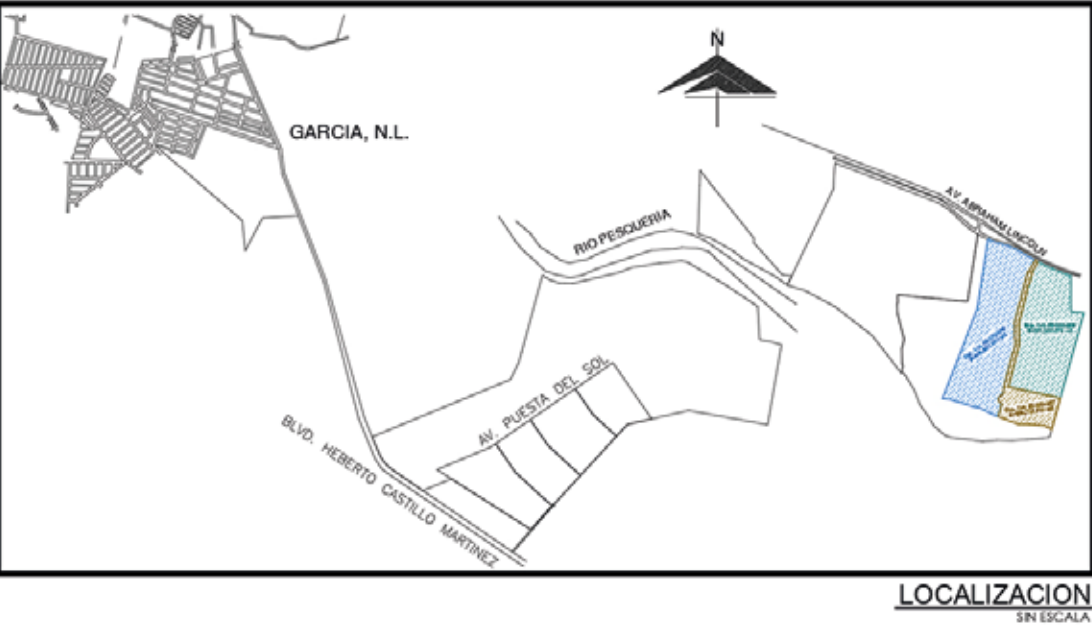 N
GARCIA, N.L.
AV. ABRAHAM LINCOLN
RIO PESQUERIA
AV. PUESTA DEL SOL
BLVD. HEBERTO CASTILLO MARTINEZ
LOCALIZACION
SIN ESCALA